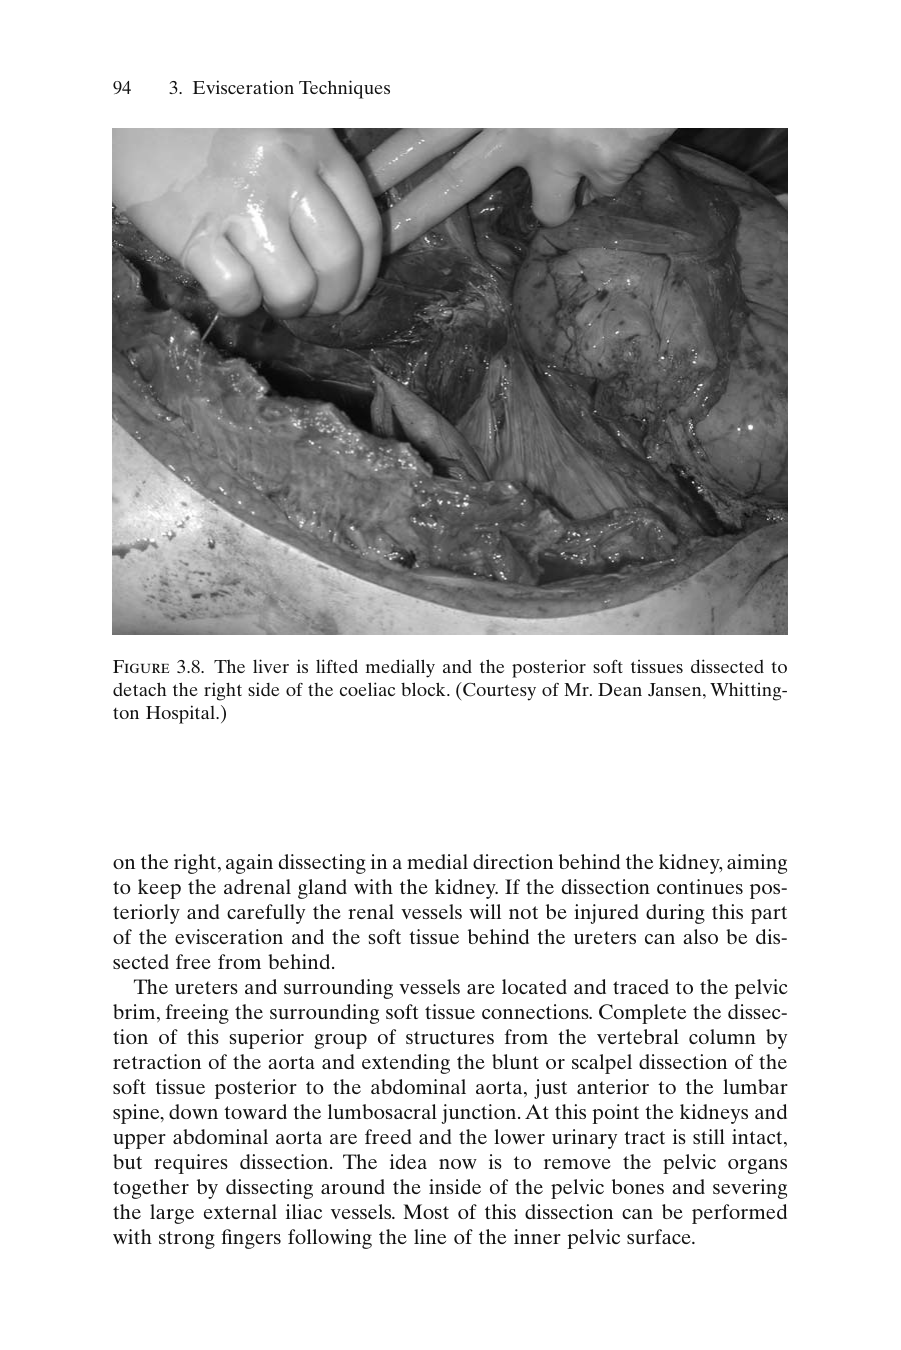 94 3. Evisceration Techniques
Figure 3.8. The liver is lifted medially and the posterior soft tissues dissected to
detach the right side of the coeliac block. (Courtesy of Mr. Dean Jansen, Whitting-
ton Hospital.)
on the right, again dissecting in a medial direction behind the kidney, aiming
to keep the adrenal gland with the kidney. If the dissection continues pos-
teriorly and carefully the renal vessels will not be injured during this part
of the evisceration and the soft tissue behind the ureters can also be dis-
sected free from behind.
The ureters and surrounding vessels are located and traced to the pelvic
brim, freeing the surrounding soft tissue connections. Complete the dissec-
tion of this superior group of structures from the vertebral column by
retraction of the aorta and extending the blunt or scalpel dissection of the
soft tissue posterior to the abdominal aorta, just anterior to the lumbar
spine, down toward the lumbosacral junction. At this point the kidneys and
upper abdominal aorta are freed and the lower urinary tract is still intact,
but requires dissection. The idea now is to remove the pelvic organs
together by dissecting around the inside of the pelvic bones and severing
the large external iliac vessels. Most of this dissection can be performed
with strong fingers following the line of the inner pelvic surface.